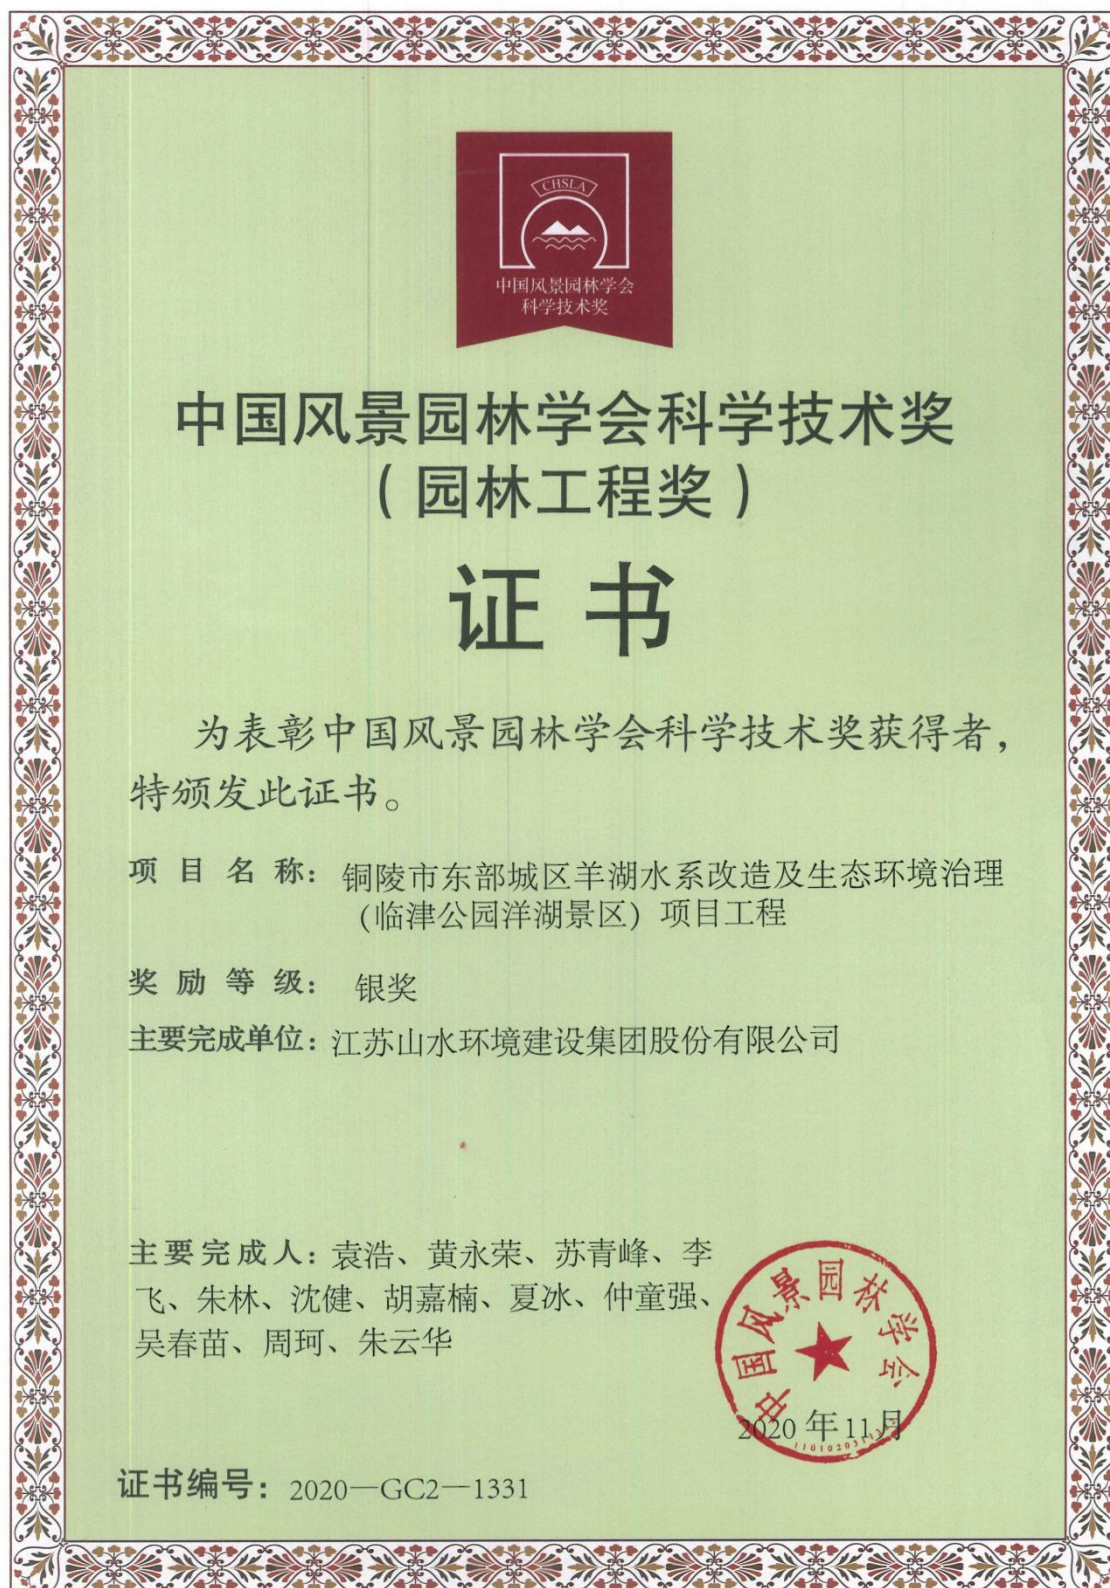 CHSLA
中国风景园林学会
科学技术奖
中国风景园林学会科学技术奖
（园林工程奖）
证书
为表彰中国风景园林学会科学技术奖获得者，
特颁发此证书。
项目名称：铜陵市东部城区羊湖水系改造及生态环境治理
（临津公园洋湖景区）项目工程
奖励等级：银奖
主要完成单位：江苏山水环境建设集团股份有限公司
主要完成人：袁浩、黄永荣、苏青峰、李
飞、朱林、沈健、胡嘉楠、夏冰、仲童强、
吴春苗、周珂、朱云华
中国风景园林学会
2020年11月
证书编号：2020—GC2—1331